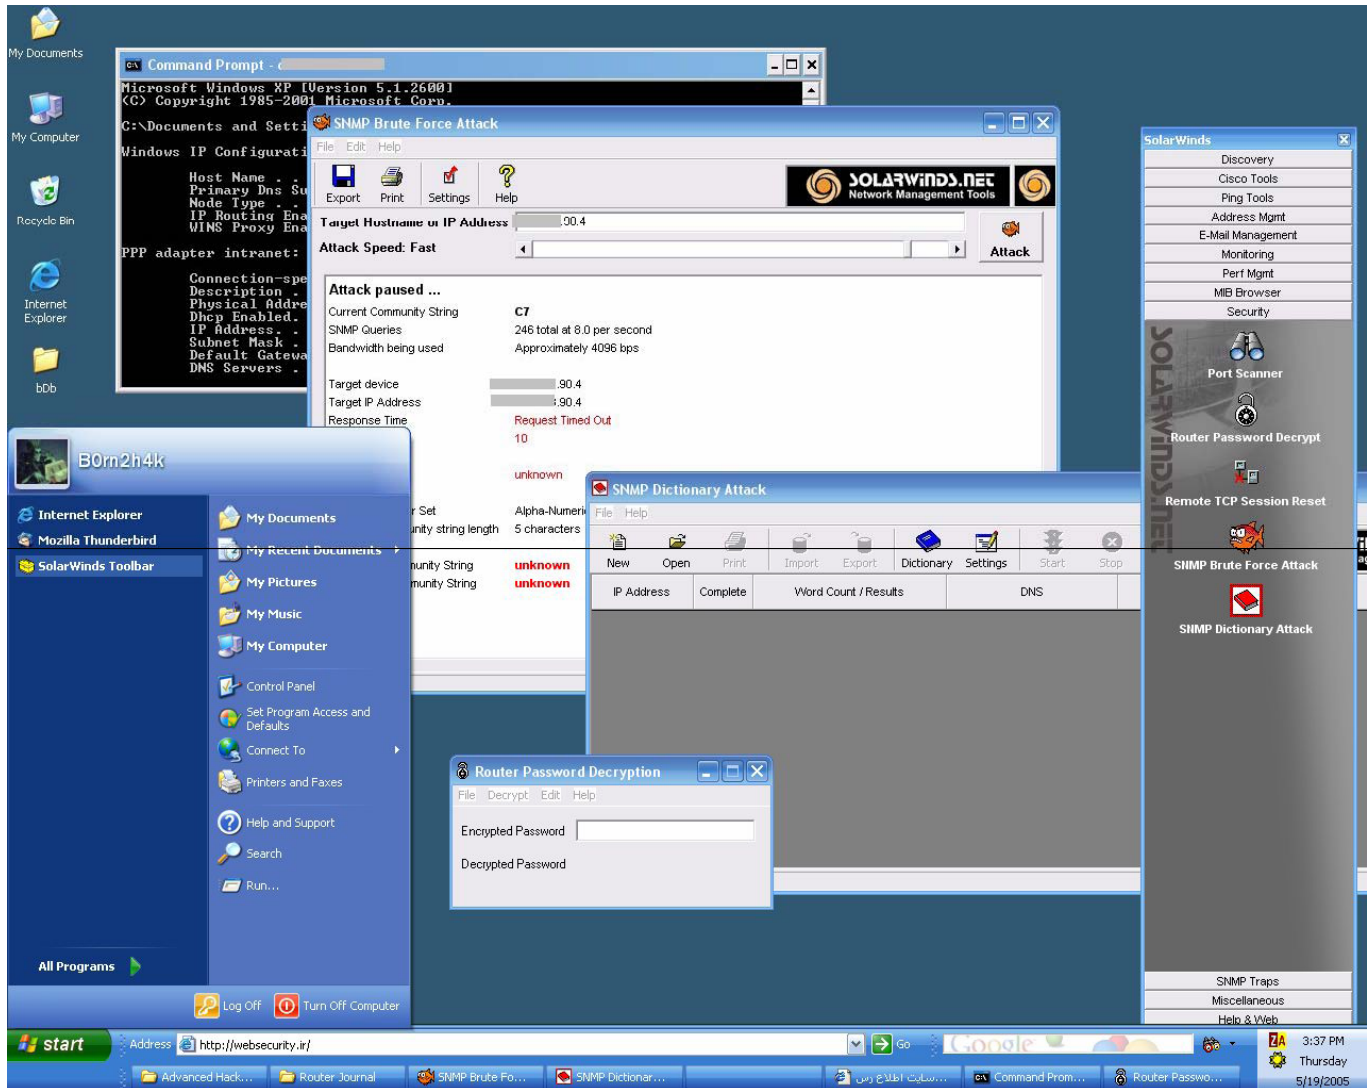 My Documents
My Computer
Recycle Bin
Internet
Explorer
bDb
Command Prompt -
Microsoft Windows XP [Version 5.1.2600]
(C) Copyright 1985-2001 Microsoft Corp.
C:\Documents and Setti
Windows IP Configurati
Host Name . .
Primary Dns Su
Node Type . .
IP Routing Ena
WINS Proxy Ena
PPP adapter intranet:
Connection-spe
Description .
Physical Addre
Dhcp Enabled.
IP Address. .
Subnet Mask .
Default Gatewa
DNS Servers .
SNMP Brute Force Attack
File Edit Help
Export Print Settings Help
SOLARWINDS.NET
Network Management Tools
Target Hostname or IP Address .90.4
Attack Speed: Fast
Attack
Attack paused ...
Current Community String C7
SNMP Queries 246 total at 8.0 per second
Bandwidth being used Approximately 4096 bps
Target device .90.4
Target IP Address .90.4
Response Time Request Timed Out
10
unknown
r Set Alpha-Numeri
unity string length 5 characters
nunity String unknown
munity String unknown
SNMP Dictionary Attack
File Help
New Open Print Import Export Dictionary Settings Start Stop
IP Address Complete Word Count / Results DNS
Router Password Decryption
File Decrypt Edit Help
Encrypted Password
Decrypted Password
SolarWinds
Discovery
Cisco Tools
Ping Tools
Address Mgmt
E-Mail Management
Monitoring
Perf Mgmt
MIB Browser
Security
SOLARWINDS.NET
Port Scanner
Router Password Decrypt
Remote TCP Session Reset
SNMP Brute Force Attack
SNMP Dictionary Attack
SNMP Traps
Miscellaneous
Help & Web
B0rn2h4k
Internet Explorer
Mozilla Thunderbird
SolarWinds Toolbar
All Programs
My Documents
My Recent Documents
My Pictures
My Music
My Computer
Control Panel
Set Program Access and
Defaults
Connect To
Printers and Faxes
Help and Support
Search
Run...
Log Off Turn Off Computer
start
Address http://websecurity.ir/
Go
Google
Advanced Hack... Router Journal SNMP Brute Fo... SNMP Dictionar... سایت اطلاع رس... Command Prom... Router Passwo...
ZA
3:37 PM
Thursday
5/19/2005